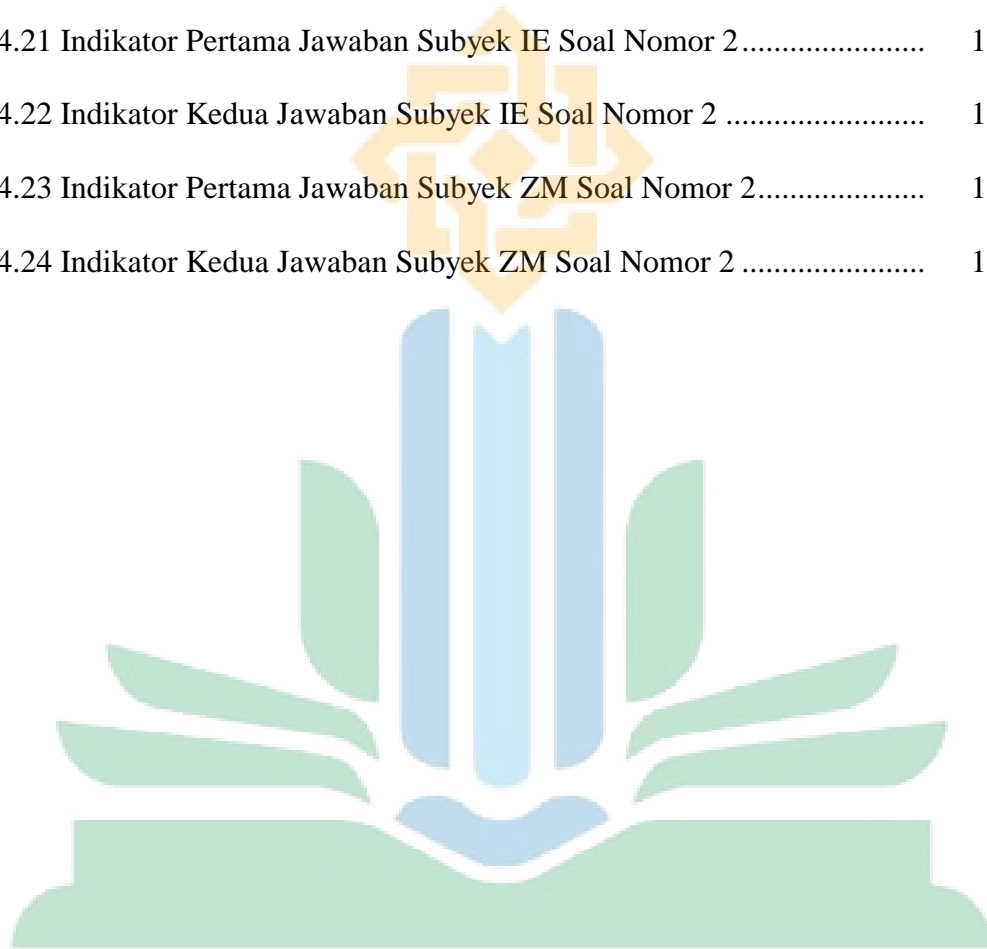 4.21 Indikator Pertama Jawaban Subyek IE Soal Nomor 2...................... 1
4.22 Indikator Kedua Jawaban Subyek IE Soal Nomor 2 ........................ 1
4.23 Indikator Pertama Jawaban Subyek ZM Soal Nomor 2.................... 1
4.24 Indikator Kedua Jawaban Subyek ZM Soal Nomor 2 ...................... 1